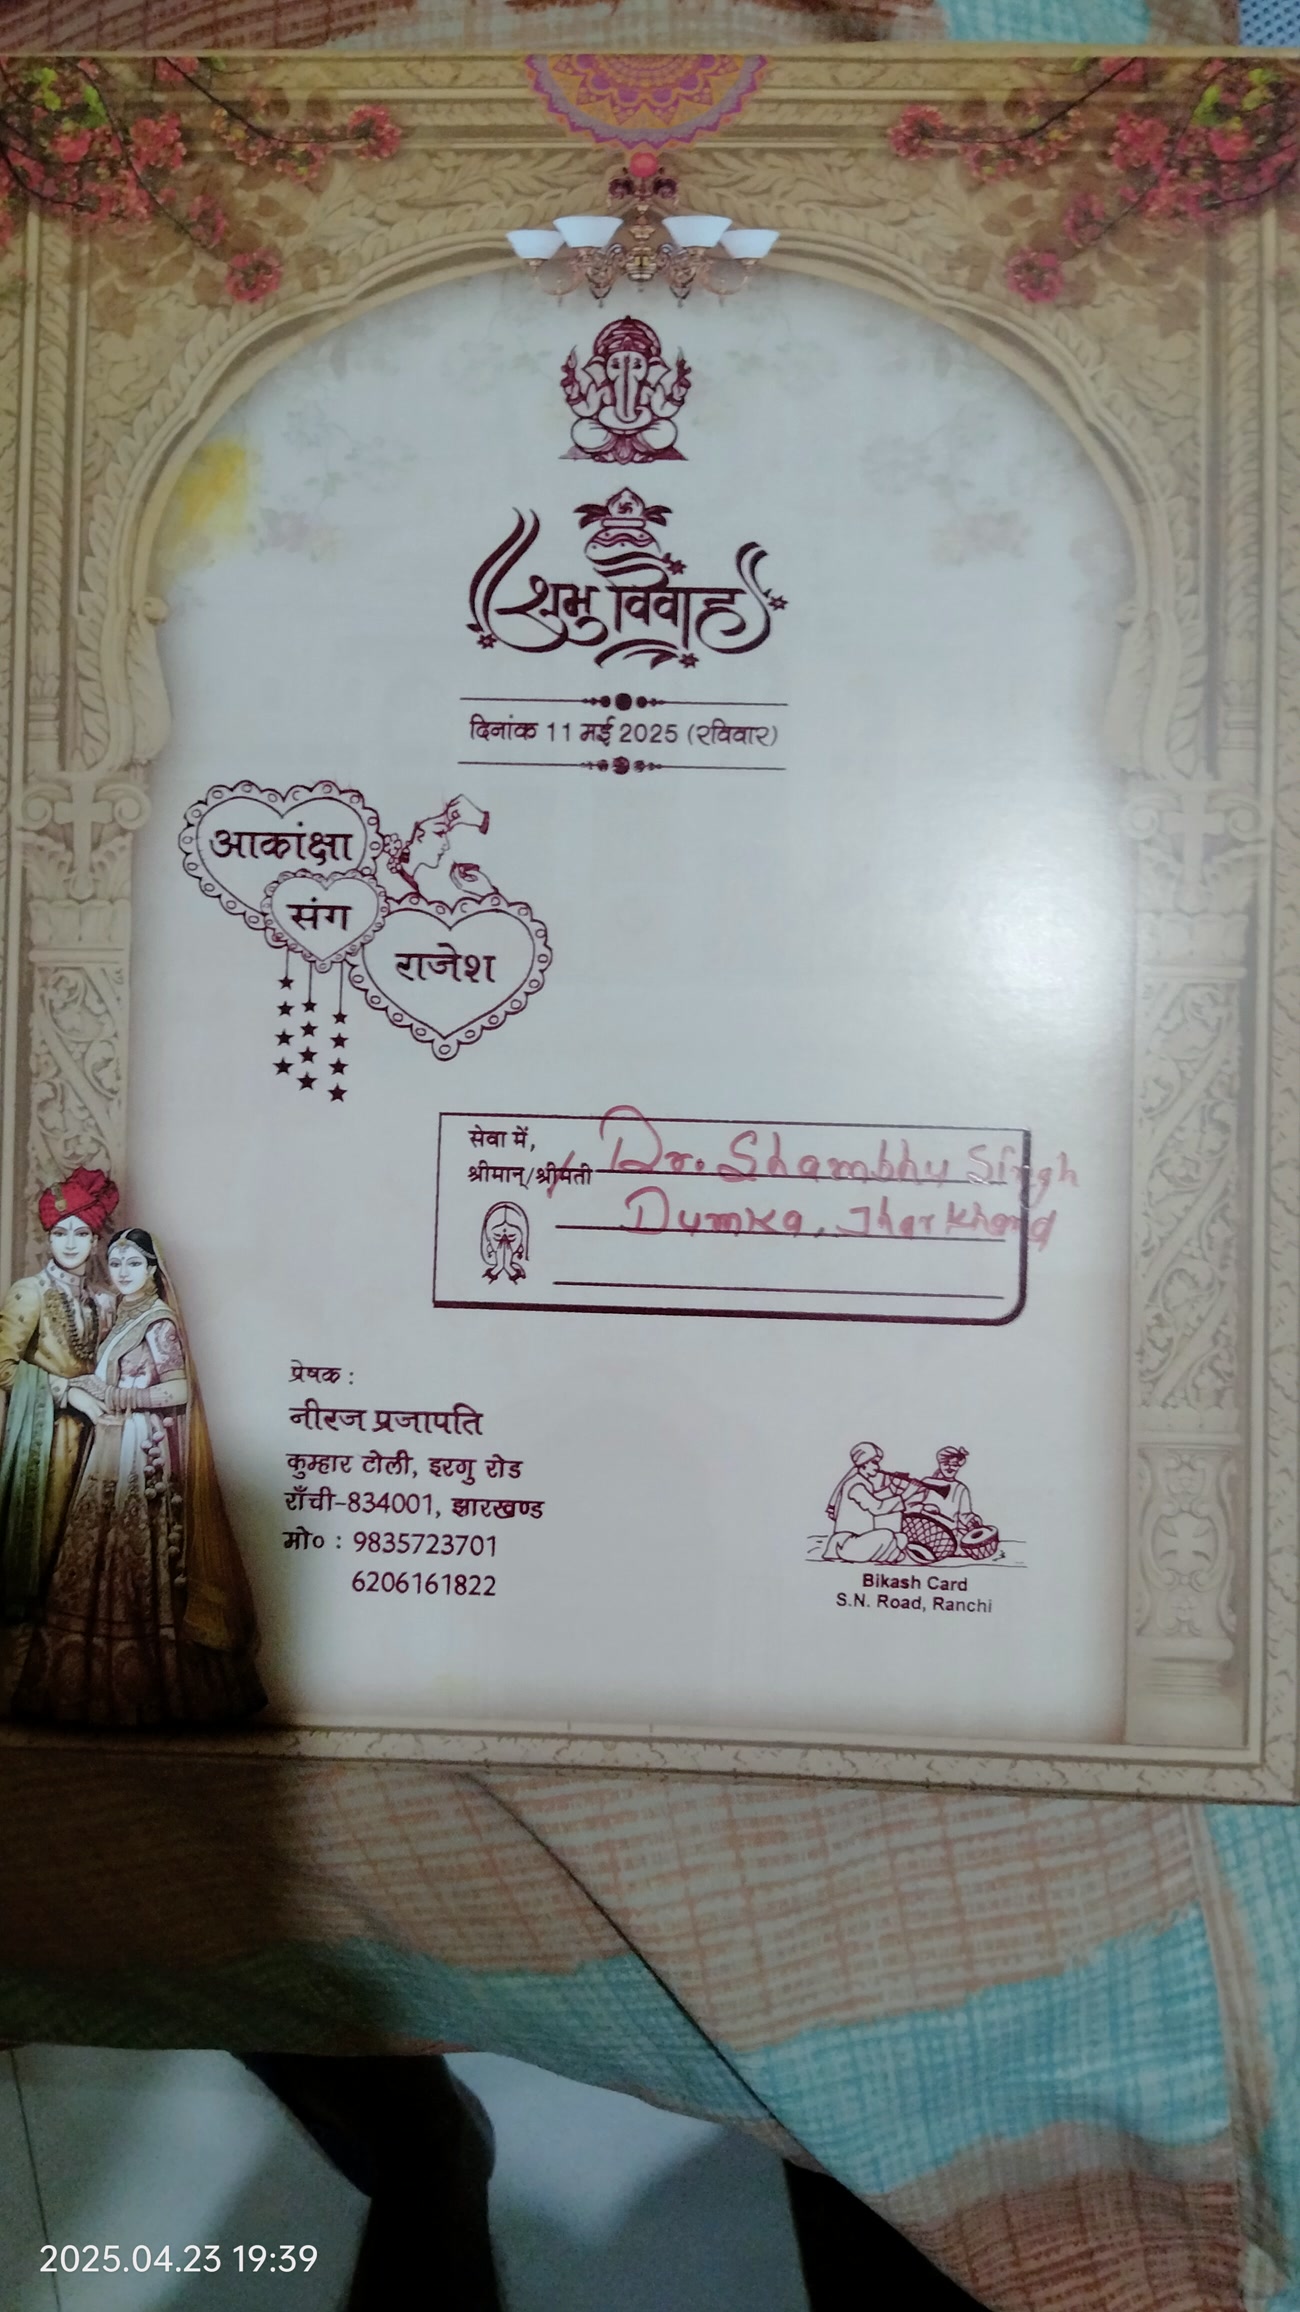 शुभ विवाह
दिनांक 11 मई 2025 (रविवार)
आकांक्षा
संग
राजेश
सेवा में,
श्रीमान्/श्रीमती Dr. Shambhu Singh
Dumka, Jharkhand
प्रेषक :
नीरज प्रजापति
कुम्हार टोली, इरगु रोड
राँची-834001, झारखण्ड
मो० : 9835723701
6206161822
Bikash Card
S.N. Road, Ranchi
2025.04.23 19:39